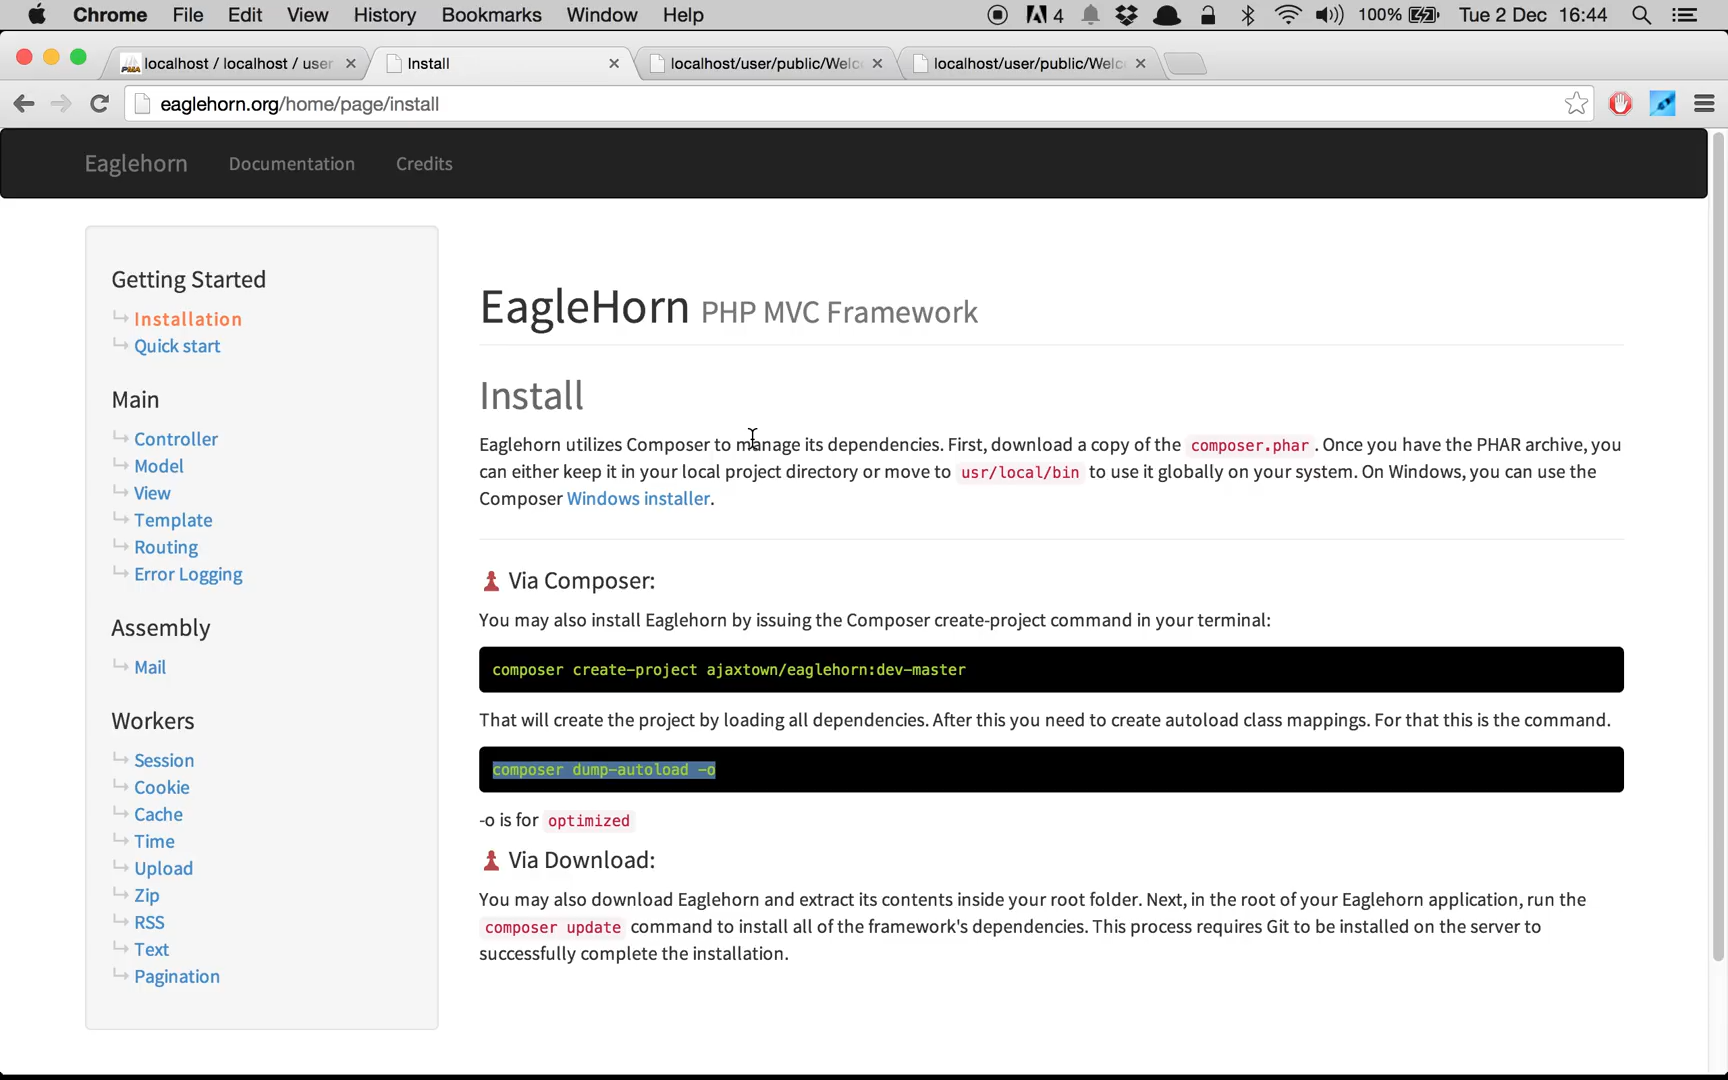 Chrome File Edit View History Bookmarks Window Help 4 100% Tue 2 Dec 16:44
PMA localhost / localhost / user Install localhost/user/public/Welc localhost/user/public/Welc
eaglehorn.org/home/page/install
Eaglehorn Documentation Credits
Getting Started
Installation
Quick start
Main
Controller
Model
View
Template
Routing
Error Logging
Assembly
Mail
Workers
Session
Cookie
Cache
Time
Upload
Zip
RSS
Text
Pagination
EagleHorn PHP MVC Framework
Install
Eaglehorn utilizes Composer to manage its dependencies. First, download a copy of the composer.phar . Once you have the PHAR archive, you
can either keep it in your local project directory or move to usr/local/bin to use it globally on your system. On Windows, you can use the
Composer Windows installer.
Via Composer:
You may also install Eaglehorn by issuing the Composer create-project command in your terminal:
composer create-project ajaxtown/eaglehorn:dev-master
That will create the project by loading all dependencies. After this you need to create autoload class mappings. For that this is the command.
composer dump-autoload -o
-o is for optimized
Via Download:
You may also download Eaglehorn and extract its contents inside your root folder. Next, in the root of your Eaglehorn application, run the
composer update command to install all of the framework's dependencies. This process requires Git to be installed on the server to
successfully complete the installation.